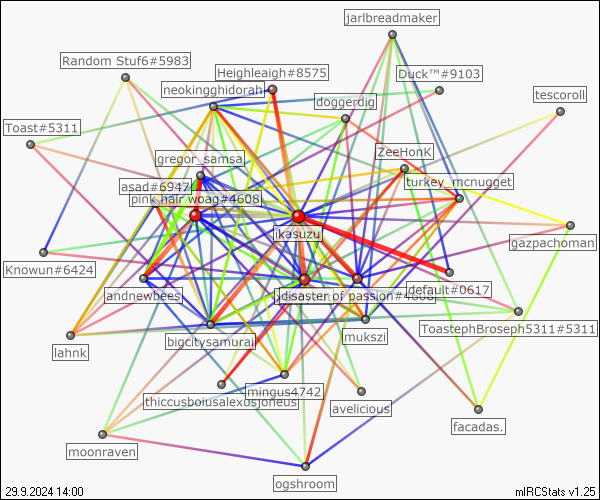 jarlbreadmaker
Random Stuf6#5983
Heighleigh#8575
Duck™#9103
neokingghidorah
doggerdig
tescoroll
Toast#5311
ZeeHonK
gregor_samsa
turkey_mcnugget
asad#6947
pink hair woag#4608
ikasuzu
gazpachoman
Knowun#6424
default#0617
andnewbees
disaster of passion#4608
ToastephBroseph5311#5311
bigcitysamurai
mukszi
lahnk
mingus4742
thiccusboiusalexusjoneus
avelicious
facadas.
moonraven
ogshroom
29.9.2024 14:00
mIRCStats v1.25